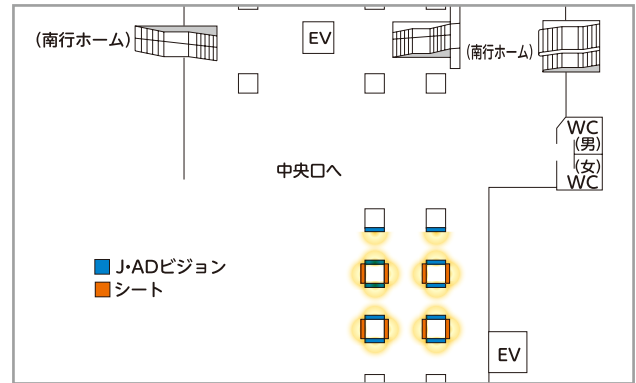 (南行ホーム)
EV
(南行ホーム)
WC
(男)
(女)
WC
中央口へ
J・ADビジョン
シート
EV